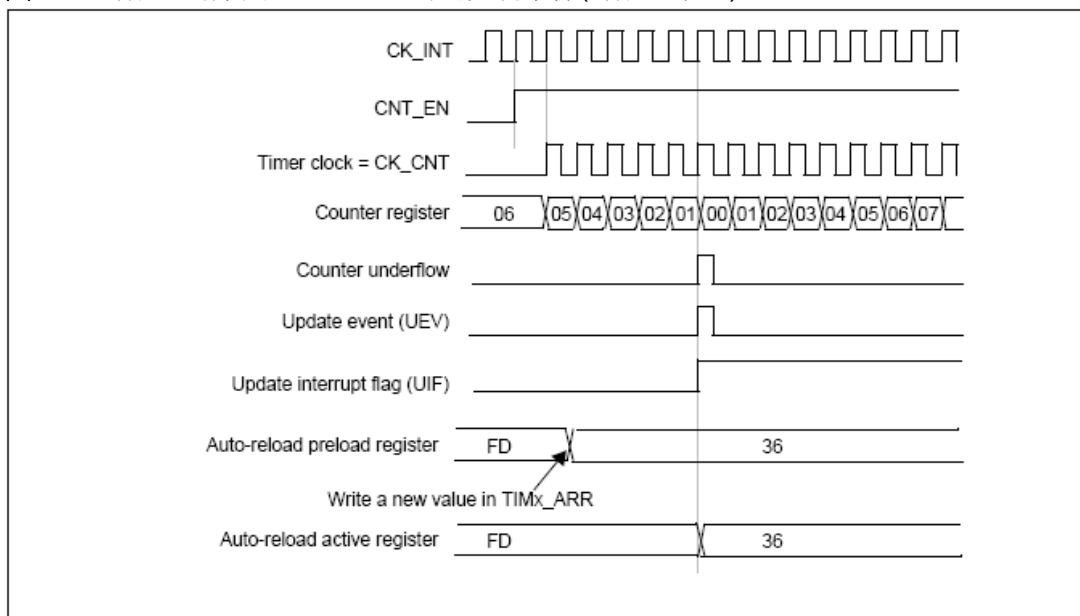 CK_INT
CNT_EN
Timer clock = CK_CNT
Counter register 06 05 04 03 02 01 00 01 02 03 04 05 06 07
Counter underflow
Update event (UEV)
Update interrupt flag (UIF)
Auto-reload preload register FD 36
Write a new value in TIMx_ARR
Auto-reload active register FD 36